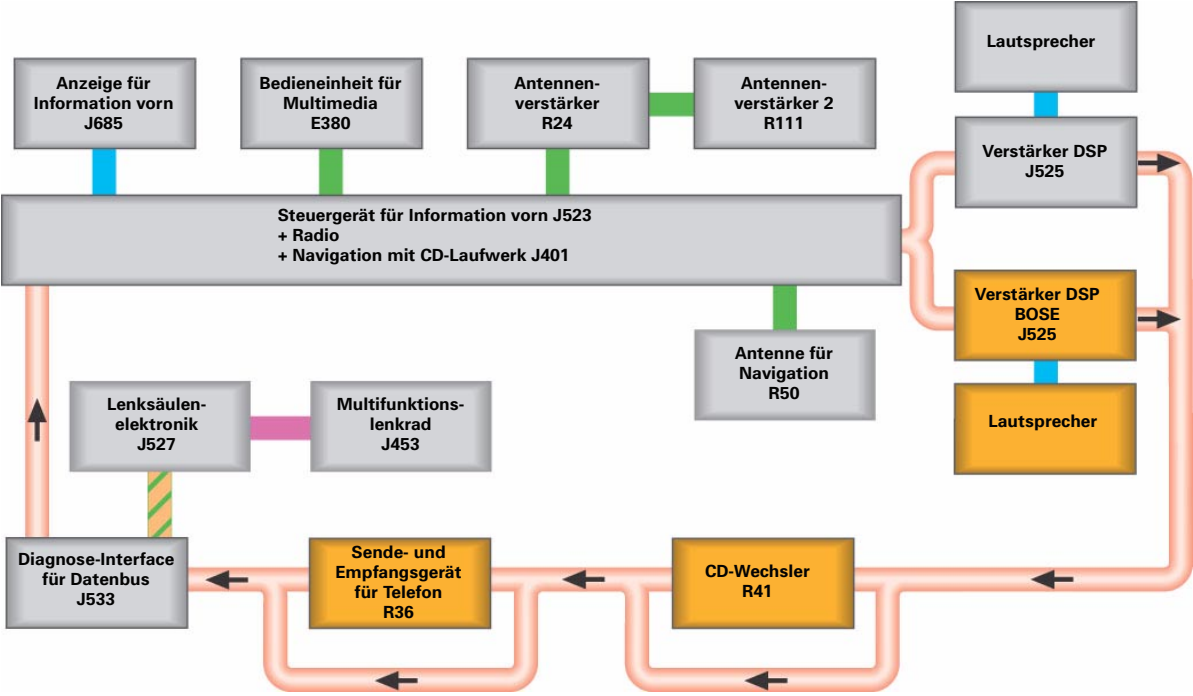 Anzeige für
Information vorn
J685
Bedieneinheit für
Multimedia
E380
Antennen-
verstärker
R24
Antennen-
verstärker 2
R111
Lautsprecher
Verstärker DSP
J525
Steuergerät für Information vorn J523
+ Radio
+ Navigation mit CD-Laufwerk J401
Verstärker DSP
BOSE
J525
Lautsprecher
Antenne für
Navigation
R50
Lenksäulen-
elektronik
J527
Multifunktions-
lenkrad
J453
Diagnose-Interface
für Datenbus
J533
Sende- und
Empfangsgerät
für Telefon
R36
CD-Wechsler
R41